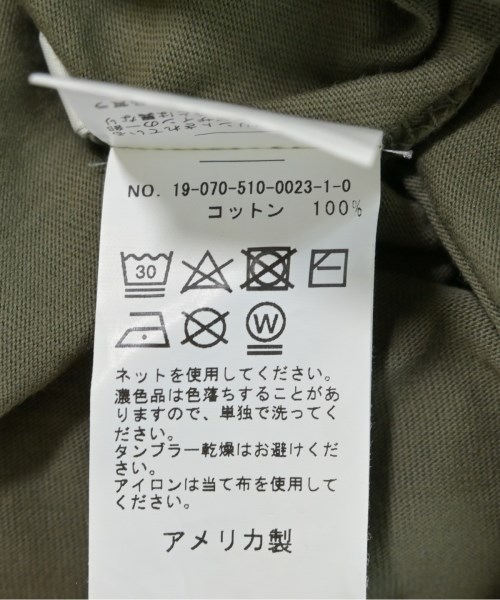 NO. 19-070-510-0023-1-0
コットン 100%
30
W
ネットを使用してください。
濃色品は色落ちすることがあ
りますので、単独で洗ってく
ださい。
タンブラー乾燥はお避けくだ
さい。
アイロンは当て布を使用して
ください。
アメリカ製